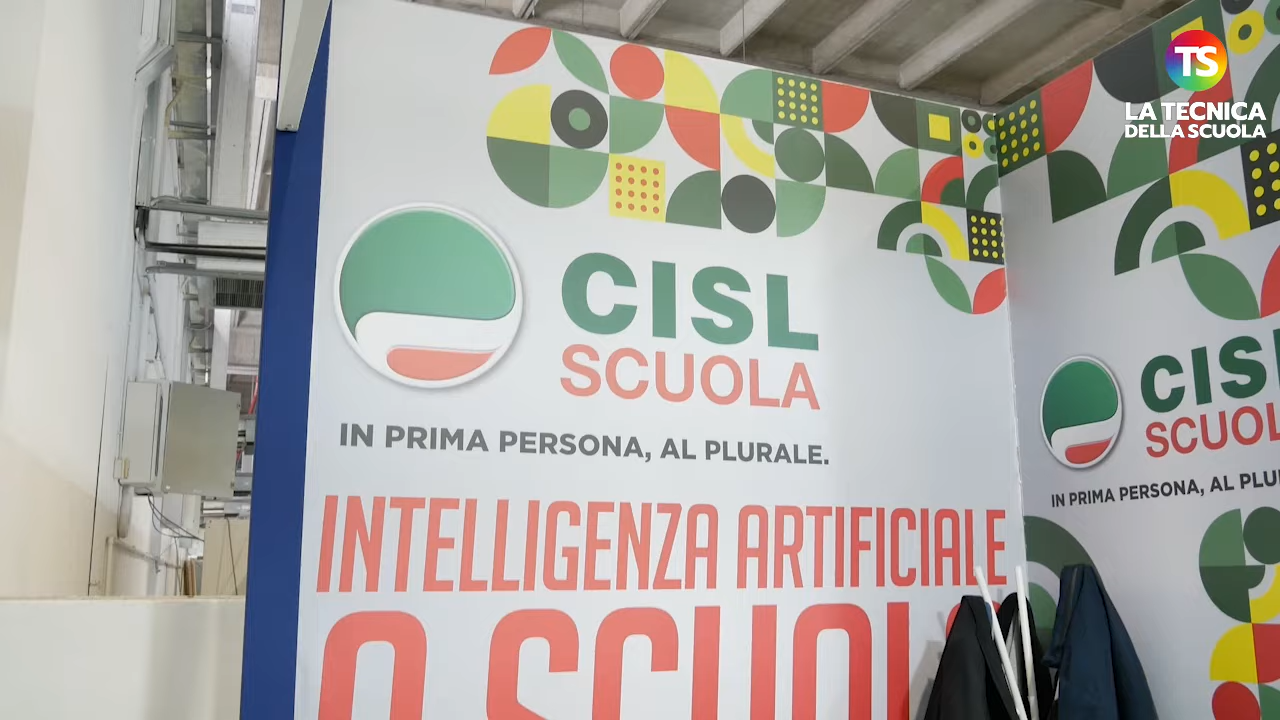 TS
LA TECNICA
DELLA SCUOLA
CISL
SCUOLA
IN PRIMA PERSONA, AL PLURALE.
INTELLIGENZA ARTIFICIALE
CISL
SCUOL
IN PRIMA PERSONA, AL PLU